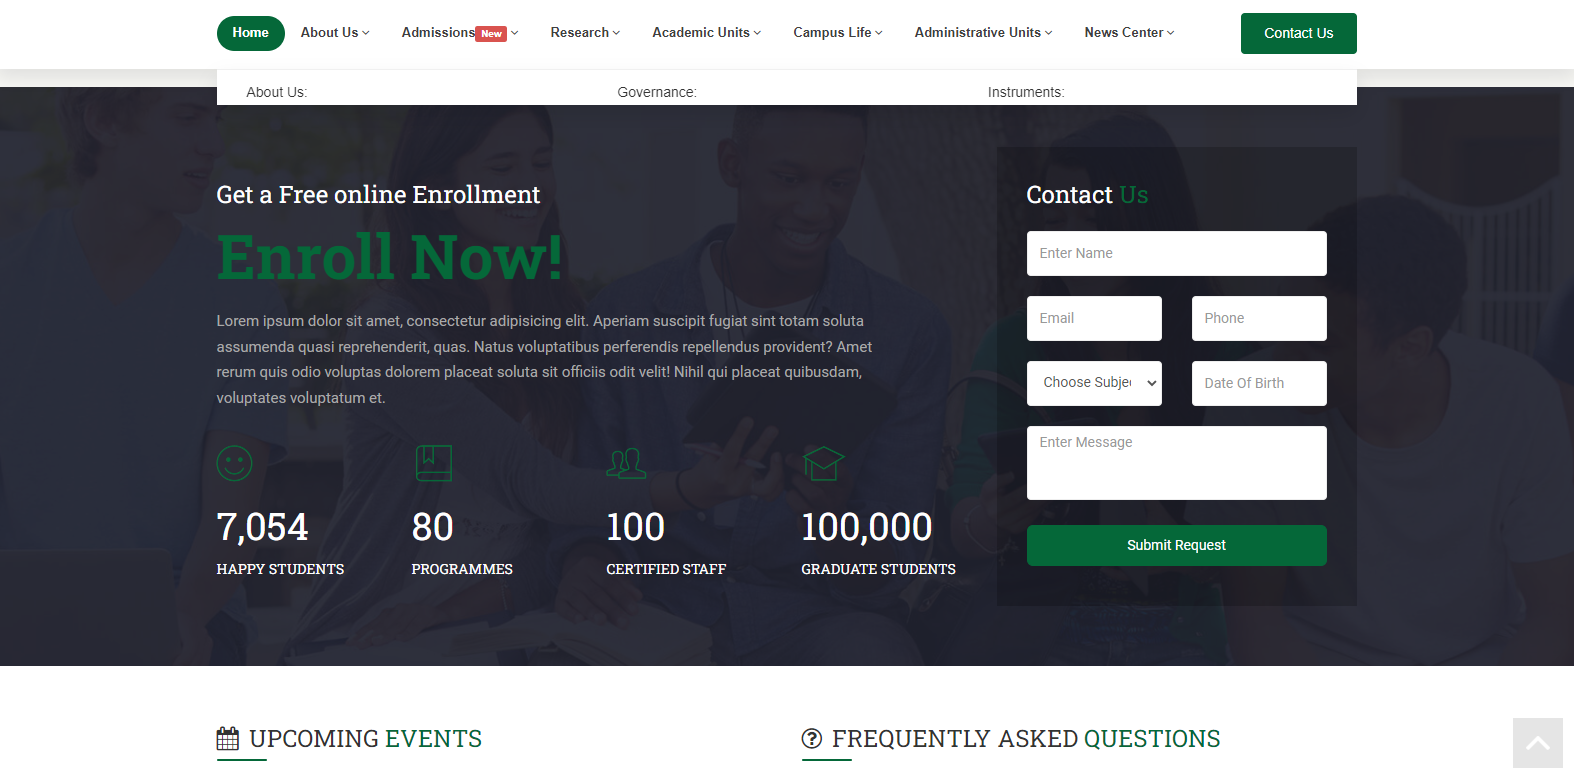 Home About Us Admissions New Research Academic Units Campus Life Administrative Units News Center Contact Us
About Us: Governance: Instruments:
Get a Free online Enrollment
Enroll Now!
Lorem ipsum dolor sit amet, consectetur adipisicing elit. Aperiam suscipit fugiat sint totam soluta
assumenda quasi reprehenderit, quas. Natus voluptatibus perferendis repellendus provident? Amet
rerum quis odio voluptas dolorem placeat soluta sit officiis odit velit! Nihil qui placeat quibusdam,
voluptates voluptatum et.
7,054 80 100 100,000
HAPPY STUDENTS PROGRAMMES CERTIFIED STAFF GRADUATE STUDENTS
Contact Us
Enter Name
Email Phone
Choose Subje Date Of Birth
Enter Message
Submit Request
UPCOMING EVENTS
FREQUENTLY ASKED QUESTIONS